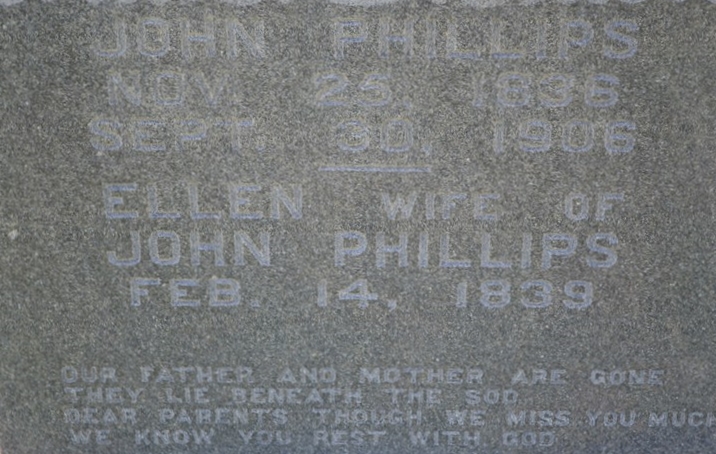 JOHN PHILLIPS
NOV. 25, 1836
SEPT. 30, 1906
ELLEN WIFE OF
JOHN PHILLIPS
FEB. 14, 1839
OUR FATHER AND MOTHER ARE GONE
THEY LIE BENEATH THE SOD
DEAR PARENTS THOUGH WE MISS YOU MUCH
WE KNOW YOU REST WITH GOD